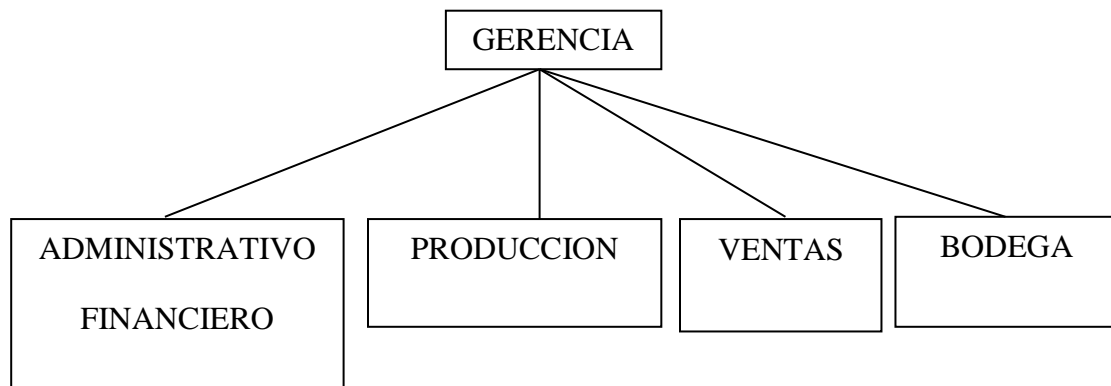 GERENCIA
ADMINISTRATIVO
FINANCIERO
PRODUCCION
VENTAS
BODEGA